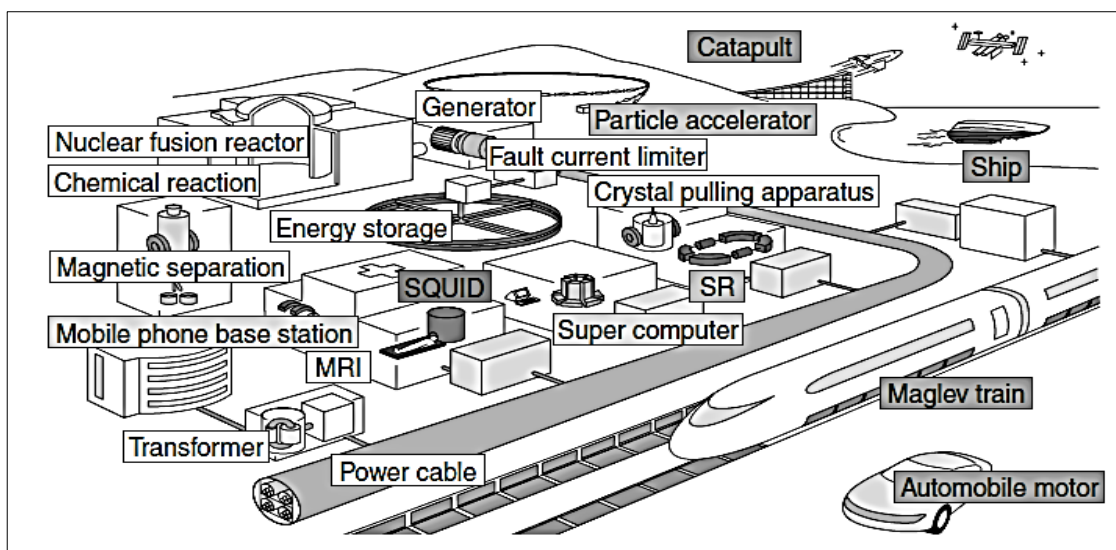 Catapult
Generator
Particle accelerator
Nuclear fusion reactor
Fault current limiter
Ship
Chemical reaction
Crystal pulling apparatus
Energy storage
Magnetic separation
SQUID
SR
Mobile phone base station
Super computer
MRI
Maglev train
Transformer
Power cable
Automobile motor